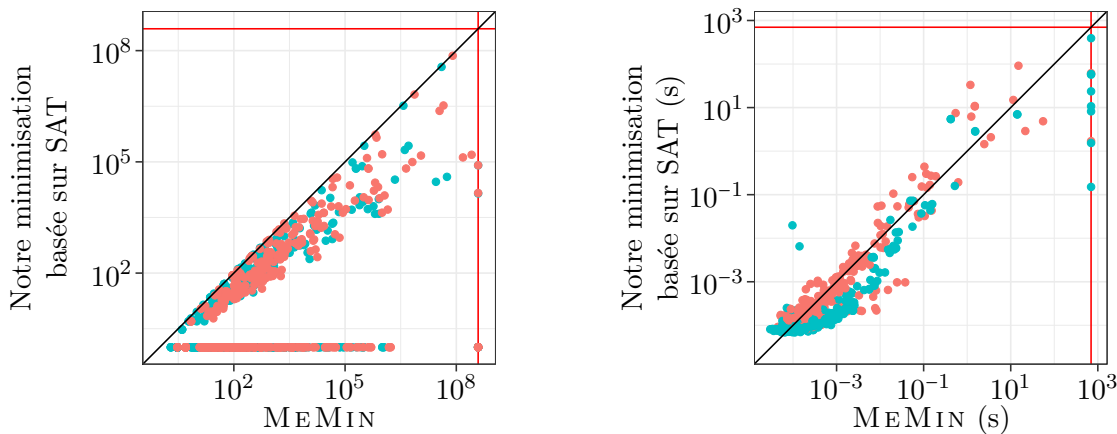 Notre minimisation
basée sur SAT
10^8
10^5
10^2
10^2
10^5
10^8
MEMIN
Notre minimisation
basée sur SAT (s)
10^3
10^1
10^-1
10^-3
10^-3
10^-1
10^1
10^3
MEMIN (s)